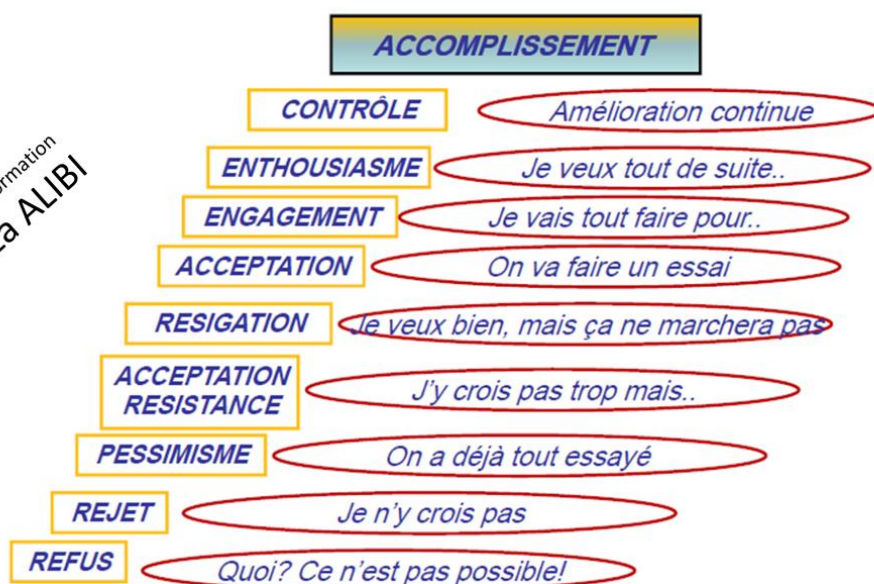 ACCOMPLISSEMENT
CONTRÔLE
Amélioration continue
ENTHOUSIASME
Je veux tout de suite..
ENGAGEMENT
Je vais tout faire pour..
ACCEPTATION
On va faire un essai
RESIGATION
Je veux bien, mais ça ne marchera pas
ACCEPTATION
RESISTANCE
J'y crois pas trop mais..
PESSIMISME
On a déjà tout essayé
REJET
Je n'y crois pas
REFUS
Quoi? Ce n'est pas possible!
ALIBI